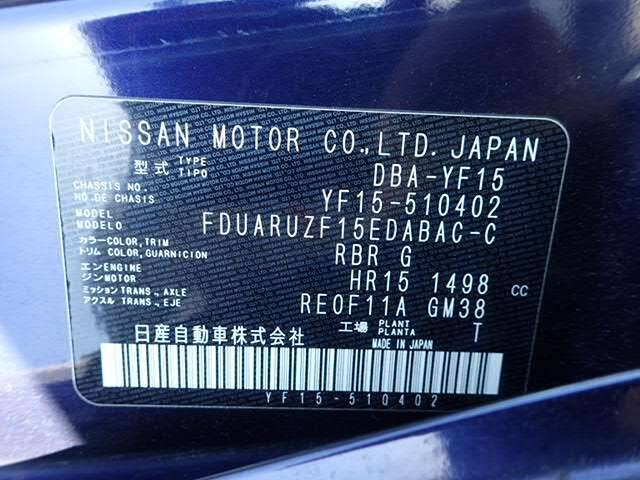 NISSAN MOTOR CO.,LTD. JAPAN
型式 TYPE TIPO DBA-YF15
CHASSIS NO. NO DE CHASSIS YF15-510402
MODEL MODELO FDUARUZF15EDABAC-C
カラー COLOR, TRIM
トリム COLOR, GUARNICION RBR G
エンジン ENGINE MOTOR HR15 1498 cc
ミッション TRANS., AXLE
アクスル TRANS., EJE RE0F11A GM38
日産自動車株式会社 工場 PLANT PLANTA T
MADE IN JAPAN
YF15-510402